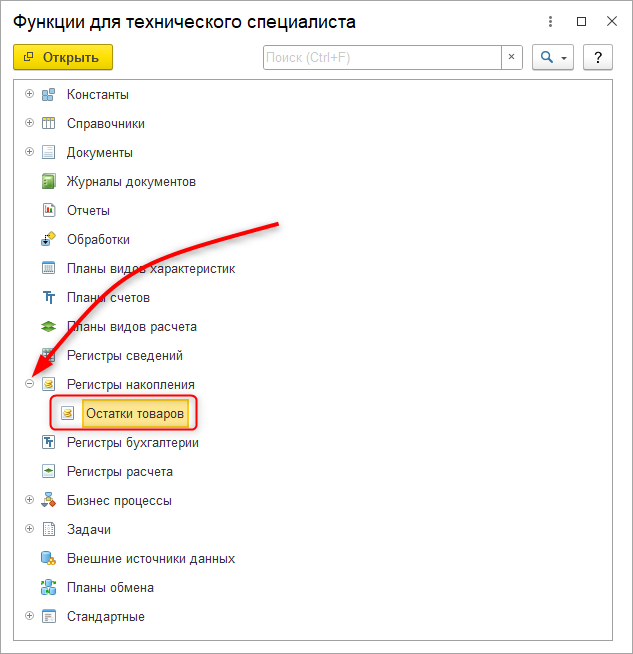 Функции для технического специалиста
Открыть
Поиск (Ctrl+F)
×
?
Константы
Справочники
Документы
Журналы документов
Отчеты
Обработки
Планы видов характеристик
Планы счетов
Планы видов расчета
Регистры сведений
Регистры накопления
Остатки товаров
Регистры бухгалтерии
Регистры расчета
Бизнес процессы
Задачи
Внешние источники данных
Планы обмена
Стандартные